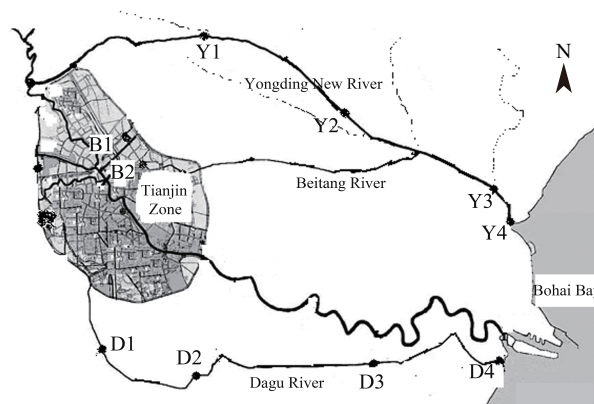 Y1
N
Yongding New River
Y2
B1
B2
Tianjin
Zone
Beitang River
Y3
Y4
Bohai Bay
D1
D2
Dagu River
D3
D4